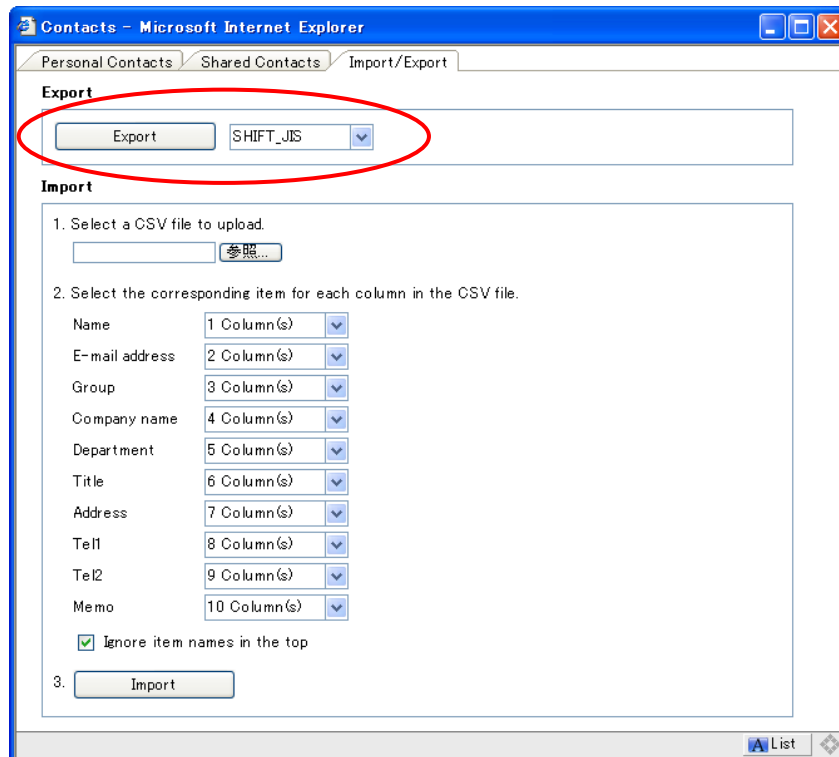 Contacts - Microsoft Internet Explorer
Personal Contacts Shared Contacts Import/Export
Export
Export SHIFT_JIS
Import
1. Select a CSV file to upload.
参照...
2. Select the corresponding item for each column in the CSV file.
Name 1 Column(s)
E-mail address 2 Column(s)
Group 3 Column(s)
Company name 4 Column(s)
Department 5 Column(s)
Title 6 Column(s)
Address 7 Column(s)
Tel1 8 Column(s)
Tel2 9 Column(s)
Memo 10 Column(s)
Ignore item names in the top
3. Import
A List